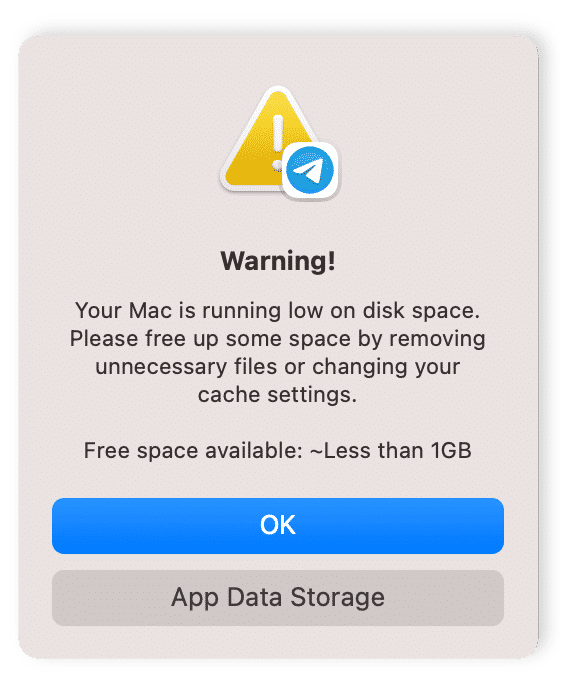 Warning!
Your Mac is running low on disk space.
Please free up some space by removing
unnecessary files or changing your
cache settings.
Free space available: ~Less than 1GB
OK
App Data Storage